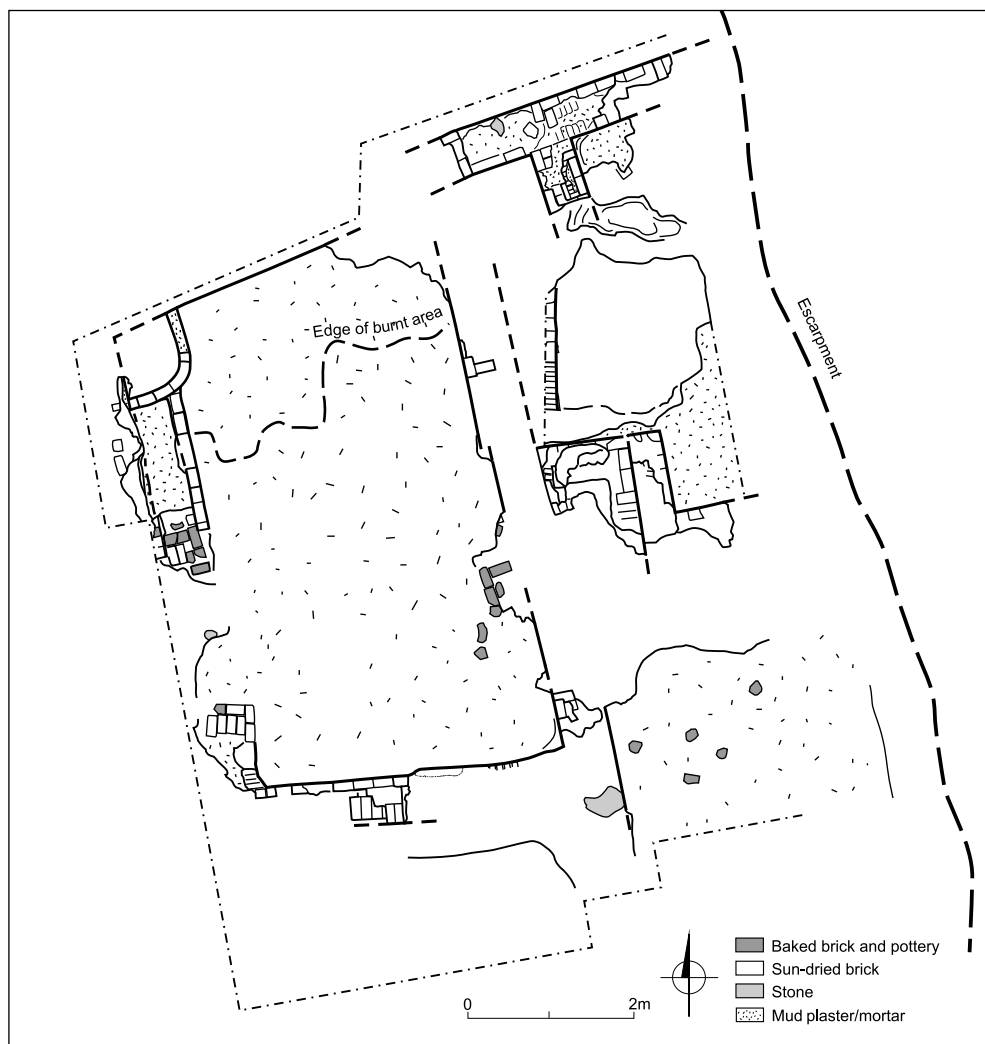 Edge of burnt area
Escarpment
Baked brick and pottery
Sun-dried brick
Stone
Mud plaster/mortar
0 2m